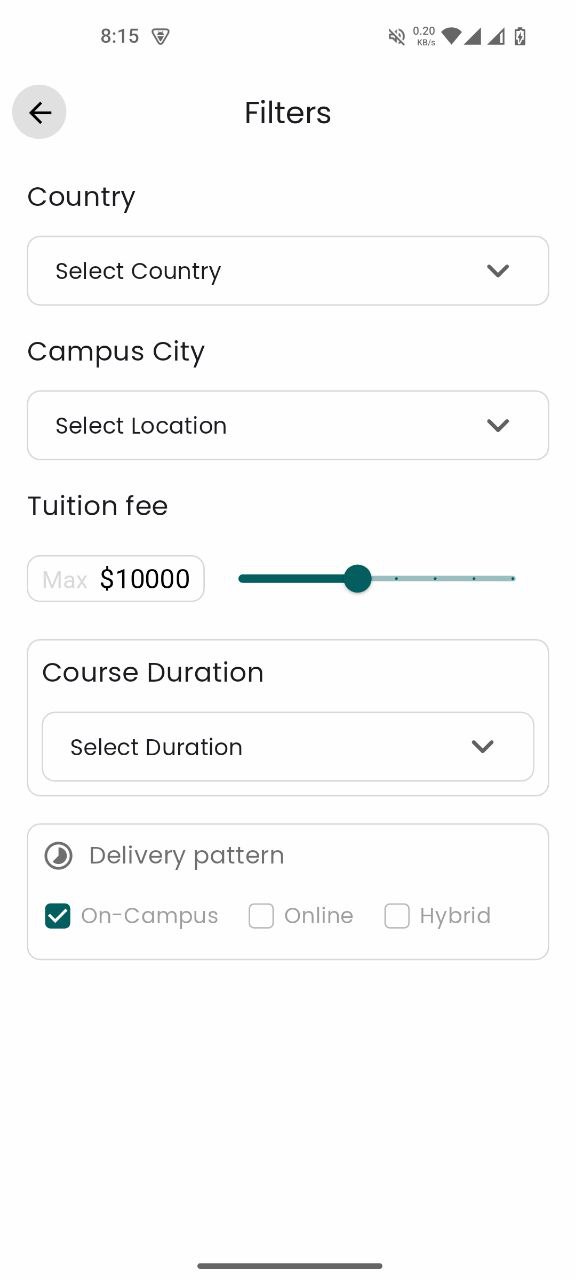 8:15
0.20
KB/s
Filters
Country
Select Country
Campus City
Select Location
Tuition fee
Max $10000
Course Duration
Select Duration
Delivery pattern
On-Campus Online Hybrid